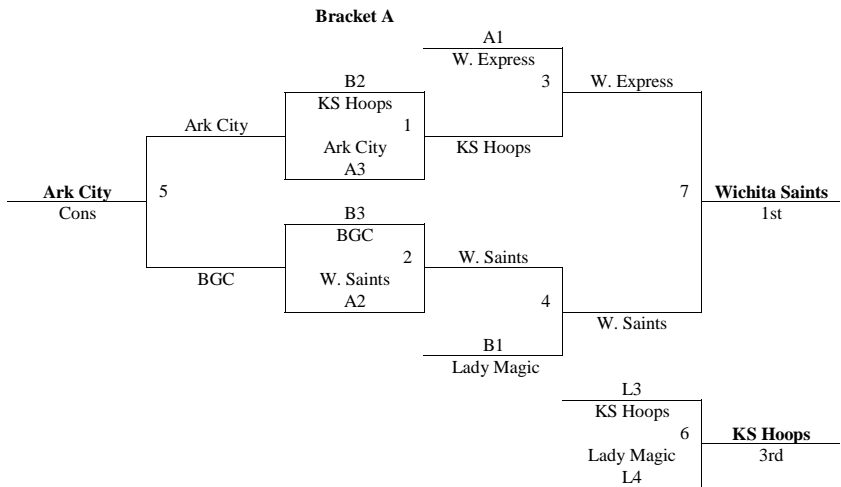 Bracket A
A1
W. Express
B2
3
W. Express
KS Hoops
Ark City
1
Ark City
KS Hoops
A3
Ark City
5
7
Wichita Saints
Cons
B3
1st
BGC
2
W. Saints
BGC
W. Saints
A2
4
W. Saints
B1
Lady Magic
L3
KS Hoops
6
KS Hoops
Lady Magic
3rd
L4